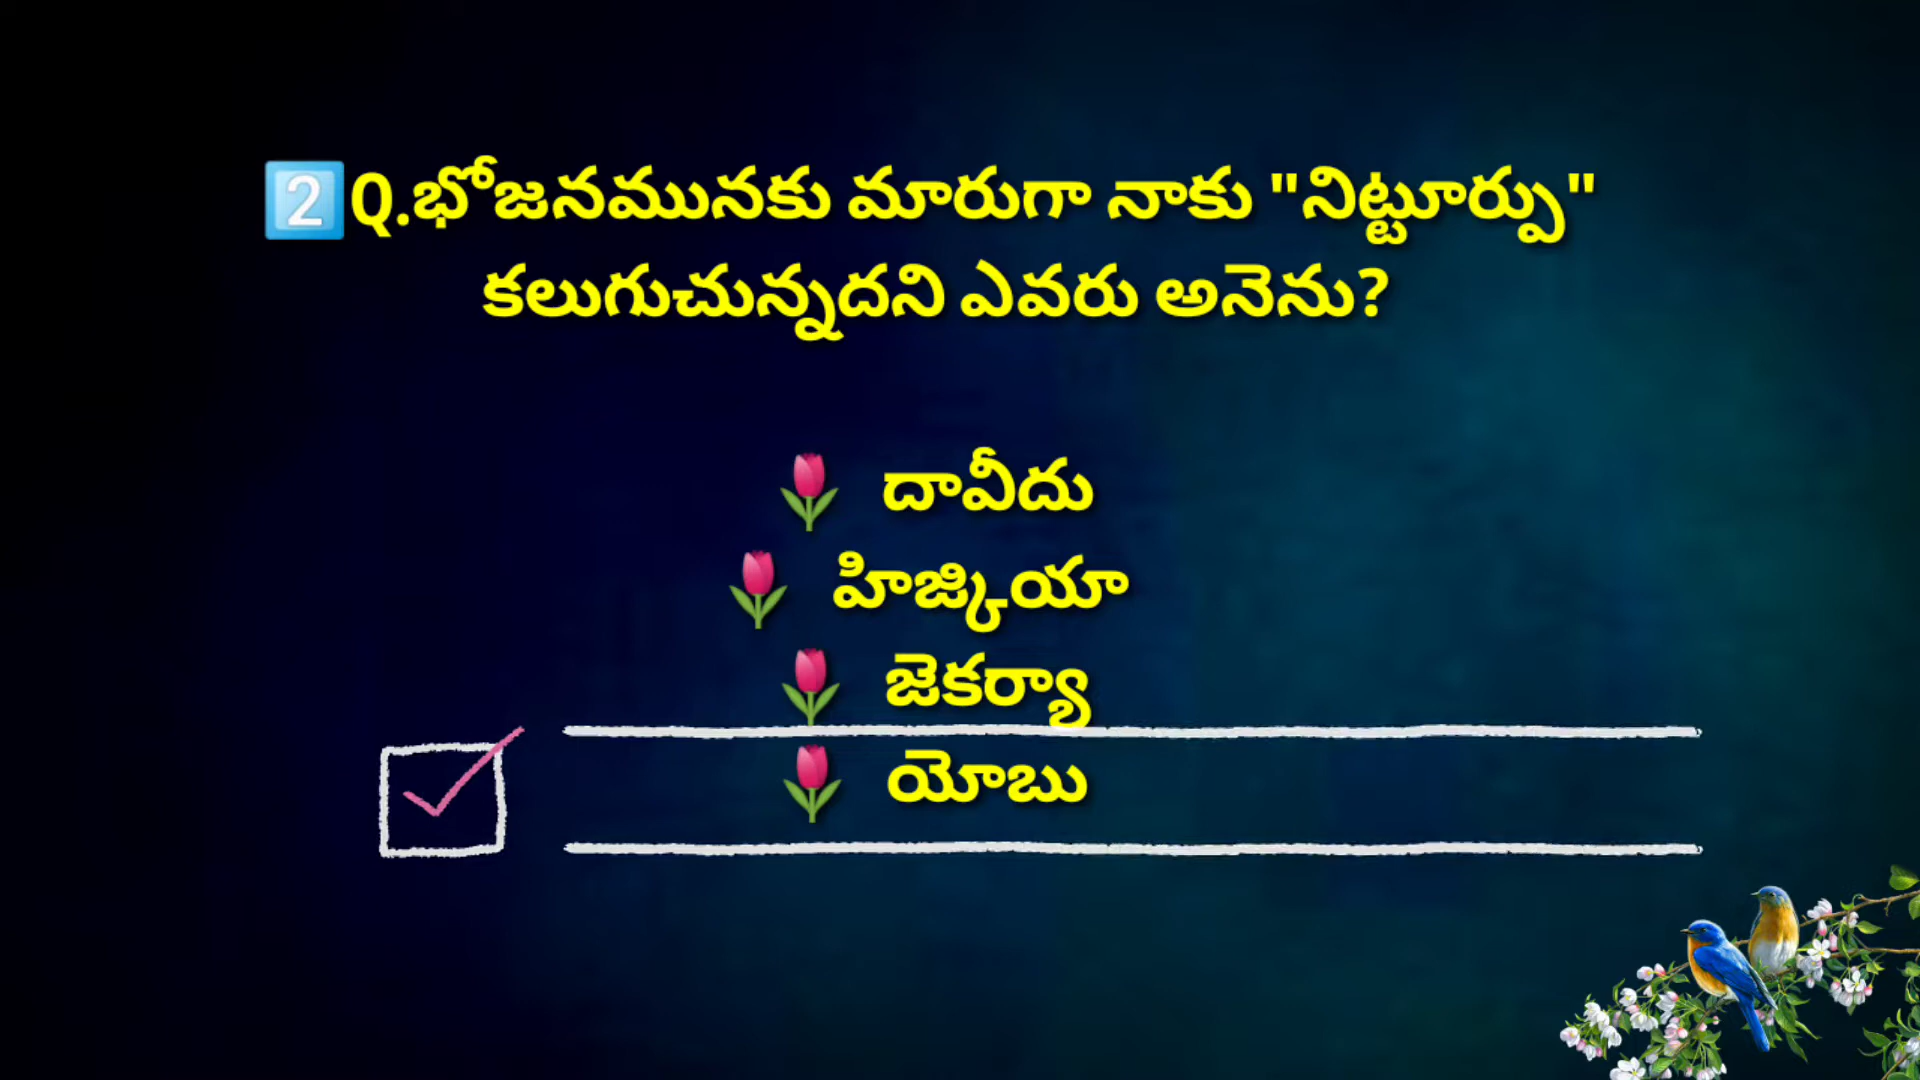 2️⃣Q.భోజనమునకు మారుగా నాకు "నిట్టూర్పు"
కలుగుచున్నదని ఎవరు అనెను?
🌷 దావీదు
🌷 హిజ్కియా
🌷 జెకర్యా
🌷 యోబు